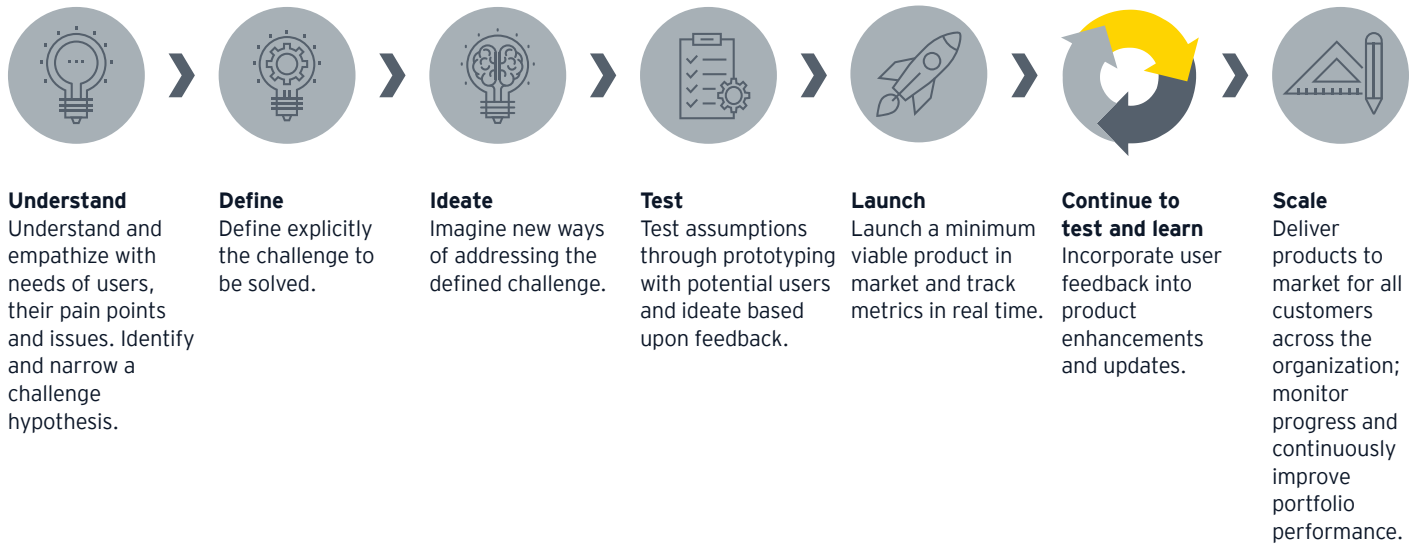 Understand
Understand and
empathize with
needs of users,
their pain points
and issues. Identify
and narrow a
challenge
hypothesis.
Define
Define explicitly
the challenge to
be solved.
Ideate
Imagine new ways
of addressing the
defined challenge.
Test
Test assumptions
through prototyping
with potential users
and ideate based
upon feedback.
Launch
Launch a minimum
viable product in
market and track
metrics in real time.
Continue to
test and learn
Incorporate user
feedback into
product
enhancements
and updates.
Scale
Deliver
products to
market for all
customers
across the
organization;
monitor
progress and
continuously
improve
portfolio
performance.